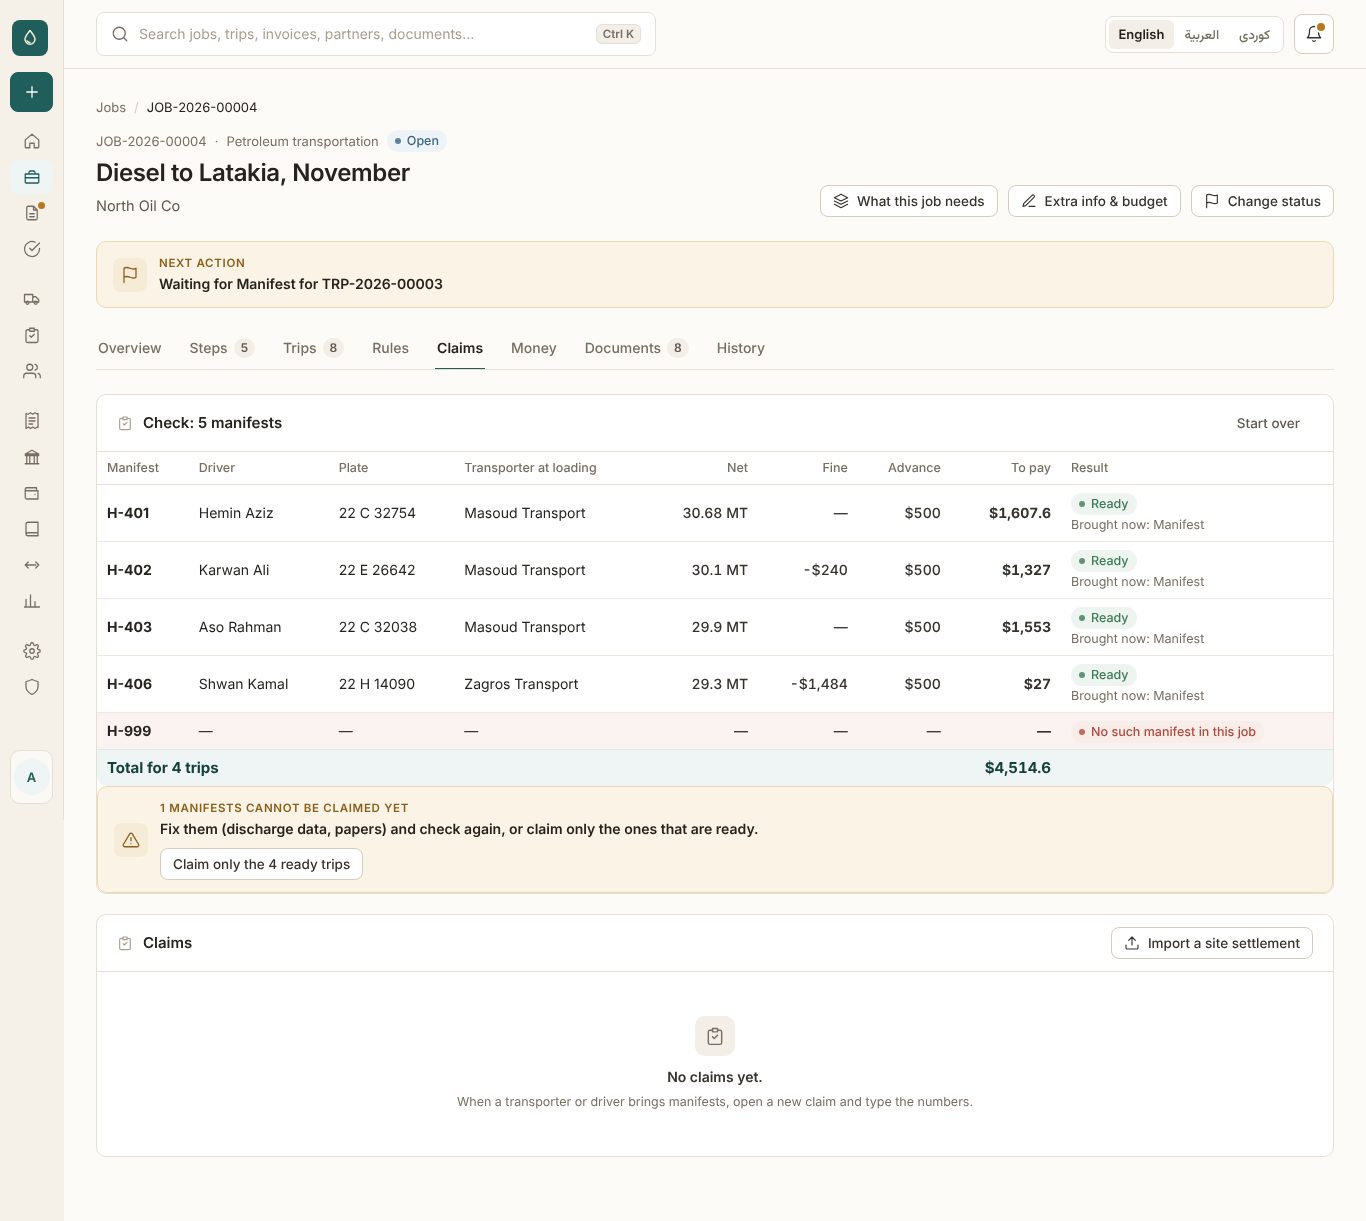 Search jobs, trips, invoices, partners, documents...
Ctrl K
English
العربية
کوردی
Jobs / JOB-2026-00004
JOB-2026-00004 · Petroleum transportation Open
Diesel to Latakia, November
North Oil Co
What this job needs
Extra info & budget
Change status
NEXT ACTION
Waiting for Manifest for TRP-2026-00003
Overview Steps 5 Trips 8 Rules Claims Money Documents 8 History
Check: 5 manifests
Start over
Manifest Driver Plate Transporter at loading Net Fine Advance To pay Result
H-401 Hemin Aziz 22 C 32754 Masoud Transport 30.68 MT — $500 $1,607.6 Ready
Brought now: Manifest
H-402 Karwan Ali 22 E 26642 Masoud Transport 30.1 MT -$240 $500 $1,327 Ready
Brought now: Manifest
H-403 Aso Rahman 22 C 32038 Masoud Transport 29.9 MT — $500 $1,553 Ready
Brought now: Manifest
H-406 Shwan Kamal 22 H 14090 Zagros Transport 29.3 MT -$1,484 $500 $27 Ready
Brought now: Manifest
H-999 — — — — — — — No such manifest in this job
Total for 4 trips $4,514.6
1 MANIFESTS CANNOT BE CLAIMED YET
Fix them (discharge data, papers) and check again, or claim only the ones that are ready.
Claim only the 4 ready trips
A
Claims
Import a site settlement
No claims yet.
When a transporter or driver brings manifests, open a new claim and type the numbers.